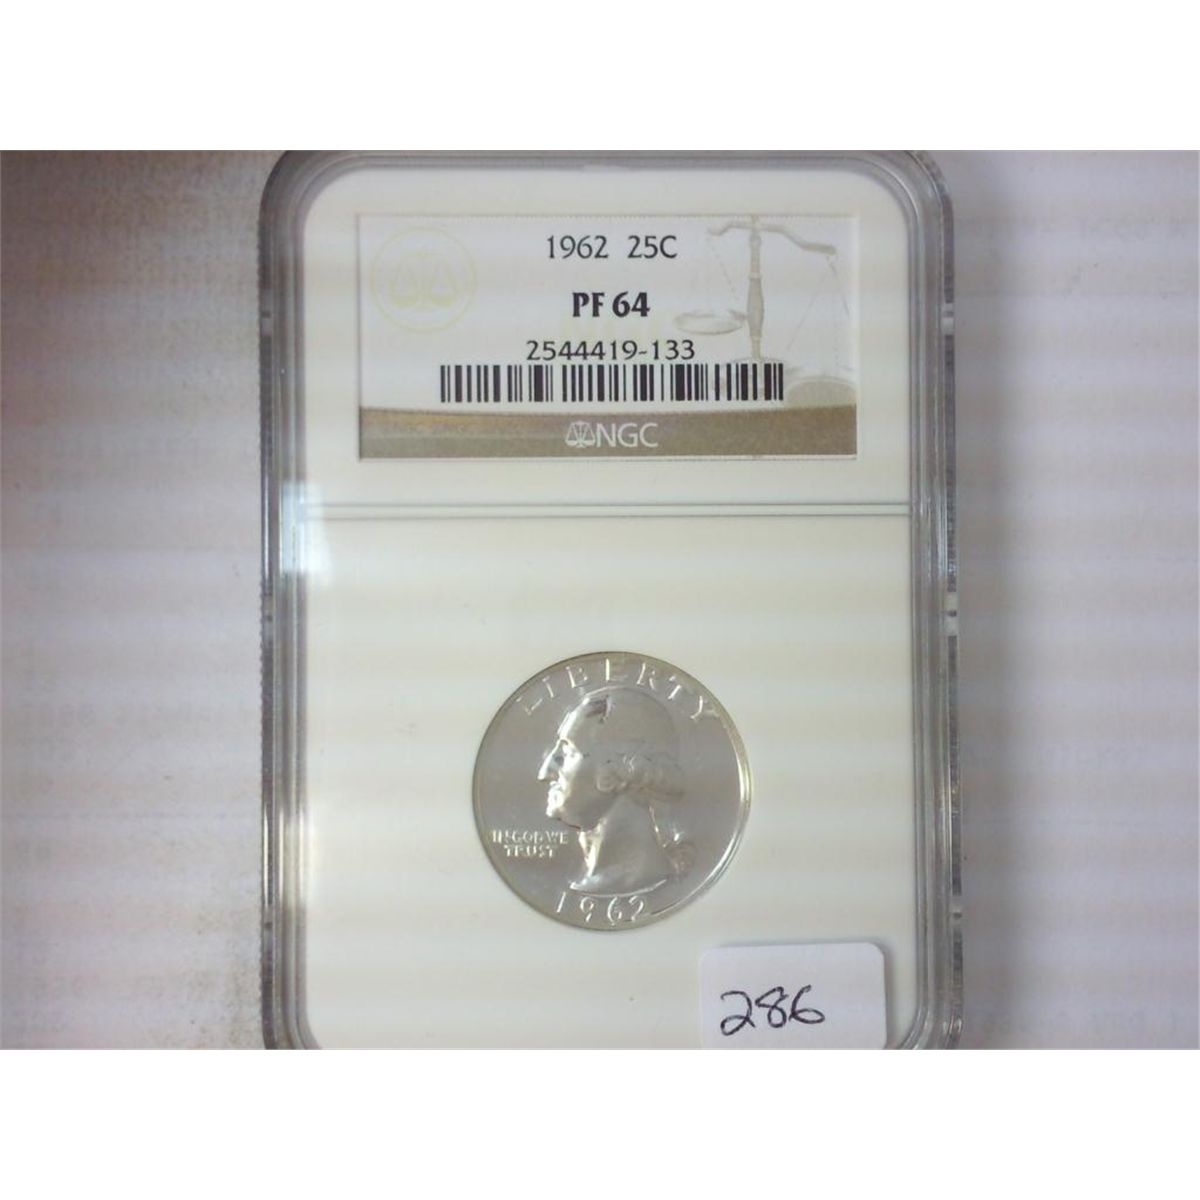 1962 25C
PF 64
2544419-133
NGC
LIBERTY
IN GOD WE
TRUST
1962
286